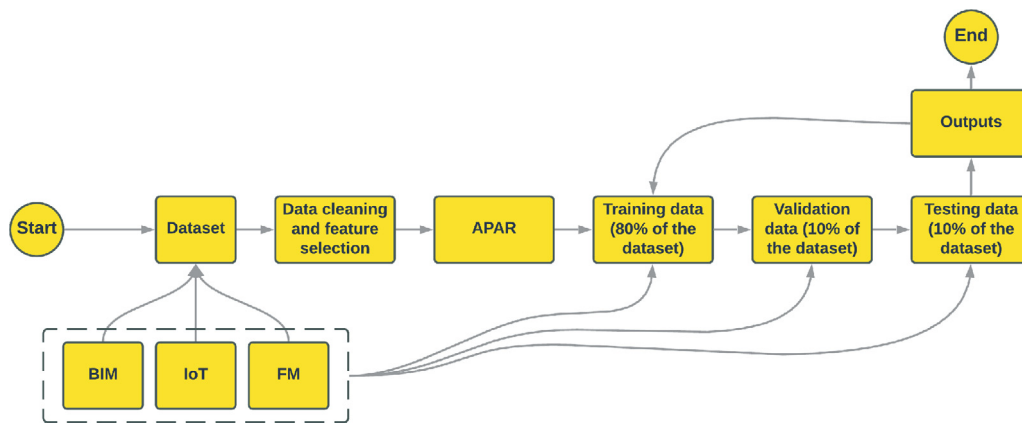 End
Outputs
Start
Dataset
Data cleaning
and feature
selection
APAR
Training data
(80% of the
dataset)
Validation
data (10% of
the dataset)
Testing data
(10% of the
dataset)
BIM
IoT
FM